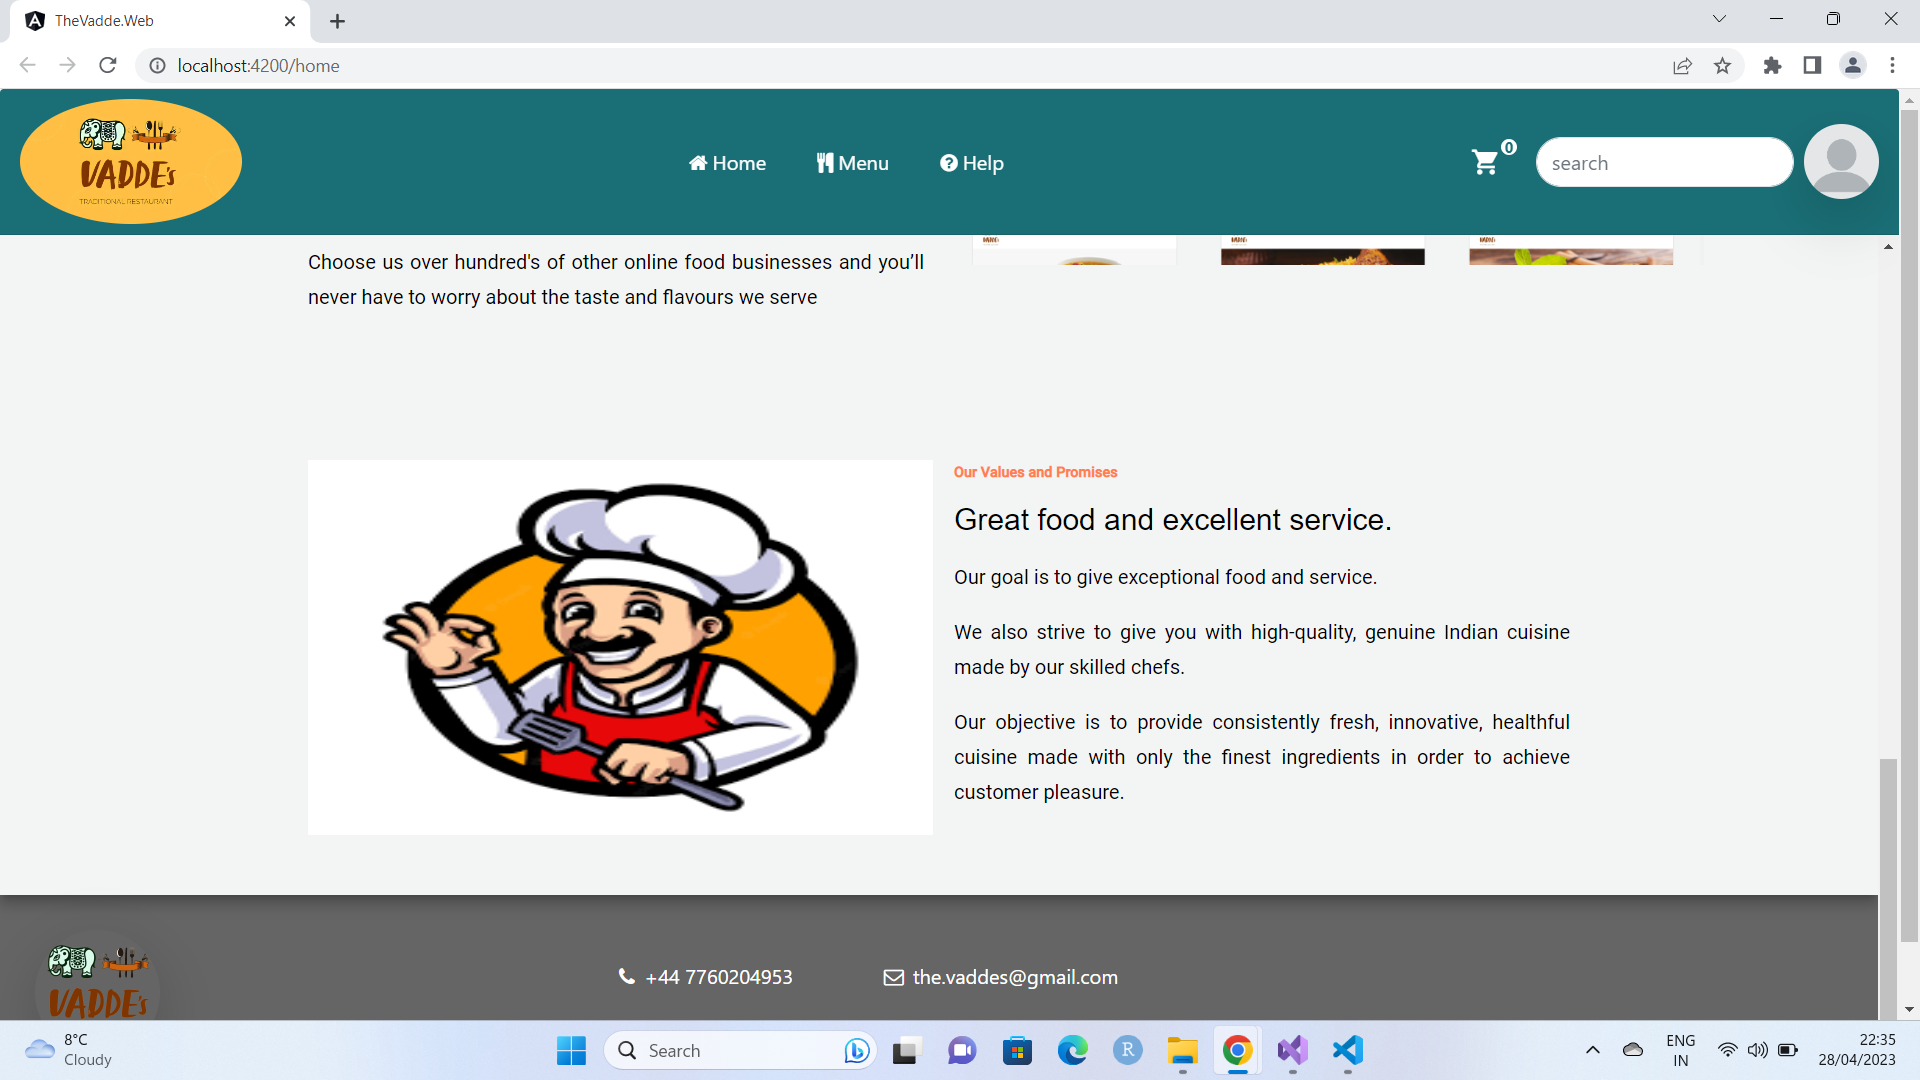 TheVadde.Web
localhost:4200/home
VADDE's
TRADITIONAL RESTAURANT
Home
Menu
Help
0
search
Choose us over hundred's of other online food businesses and you’ll
never have to worry about the taste and flavours we serve
Our Values and Promises
Great food and excellent service.
Our goal is to give exceptional food and service.
We also strive to give you with high-quality, genuine Indian cuisine
made by our skilled chefs.
Our objective is to provide consistently fresh, innovative, healthful
cuisine made with only the finest ingredients in order to achieve
customer pleasure.
VADDE's
+44 7760204953
the.vaddes@gmail.com
8°C
Cloudy
Search
R
ENG
IN
22:35
28/04/2023